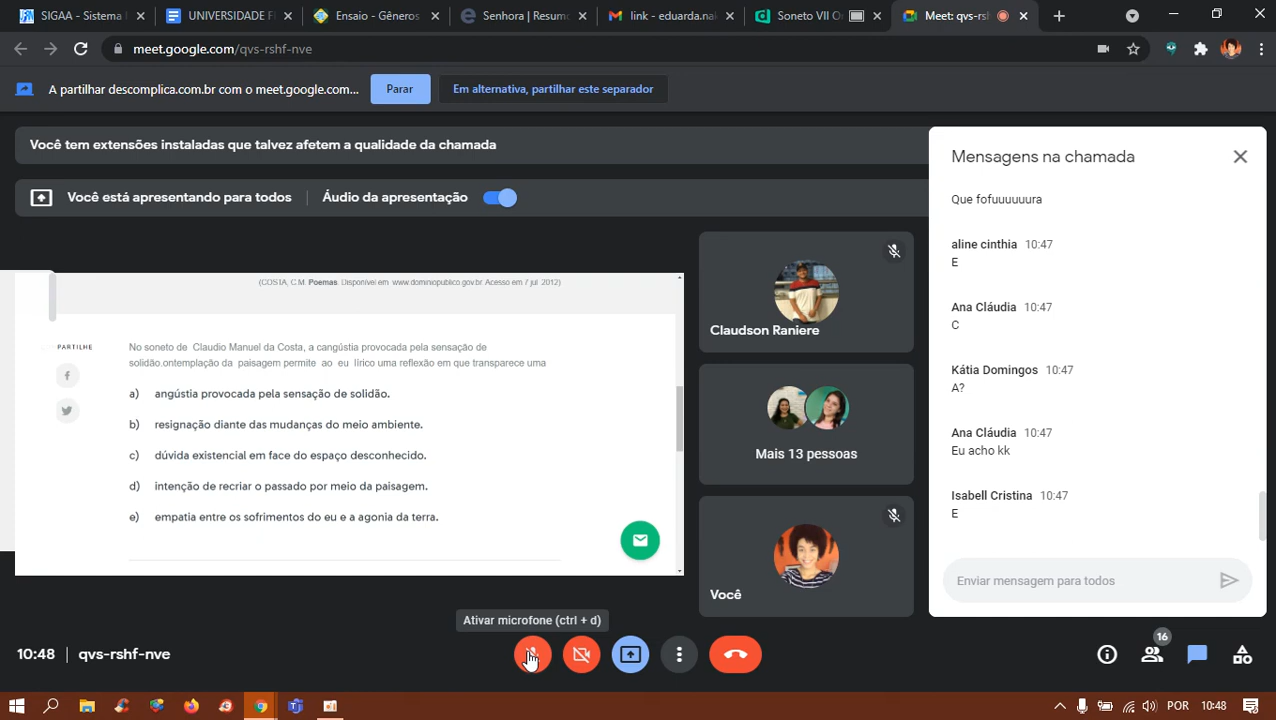 SIGAA -
UNIVERSIDADE F
Ensaio - Gêneros
Senhora | Resum
link - eduarda.nak
Soneto VII O
Meet: qvs-rs
meet.google.com/qvs-rshf-nve
A partilhar descomplica.com.br com o meet.google.com...
Parar
Em alternativa, partilhar este separador
Você tem extensões instaladas que talvez afetem a qualidade da chamada
Você está apresentando para todos
Áudio da apresentação
(COSTA, C.M. Poemas. Disponível em www.dominiopublico.gov.br. Acesso em 7 jul 2012)
PARTILHE
No soneto de Claudio Manuel da Costa, a cangústia provocada pela sensação de
solidão.ontemplação da paisagem permite ao eu lírico uma reflexão em que transparece uma
a) angústia provocada pela sensação de solidão.
b) resignação diante das mudanças do meio ambiente.
c) dúvida existencial em face do espaço desconhecido.
d) intenção de recriar o passado por meio da paisagem.
e) empatia entre os sofrimentos do eu e a agonia da terra.
Claudson Raniere
Mais 13 pessoas
Você
Mensagens na chamada
Que fofuuuuuura
aline cinthia 10:47
E
Ana Cláudia 10:47
C
Kátia Domingos 10:47
A?
Ana Cláudia 10:47
Eu acho kk
Isabell Cristina 10:47
E
Enviar mensagem para todos
Ativar microfone (ctrl + d)
10:48 | qvs-rshf-nve
16
POR 10:48